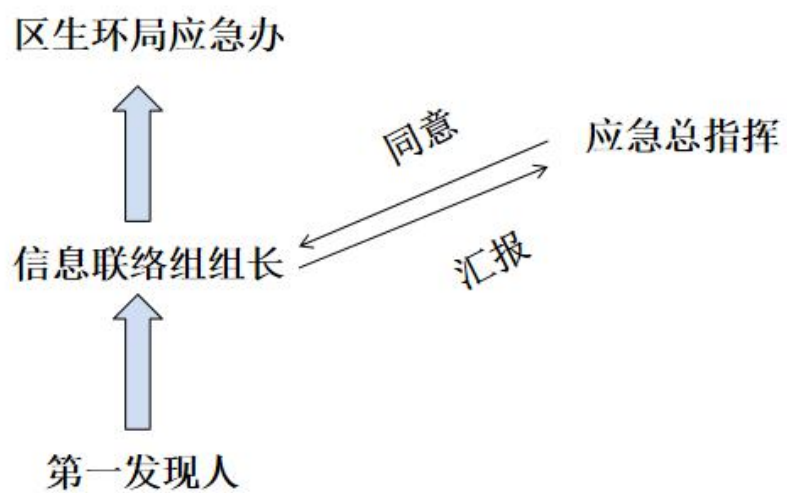 区生环局应急办
同意
应急总指挥
信息联络组组长
汇报
第一发现人